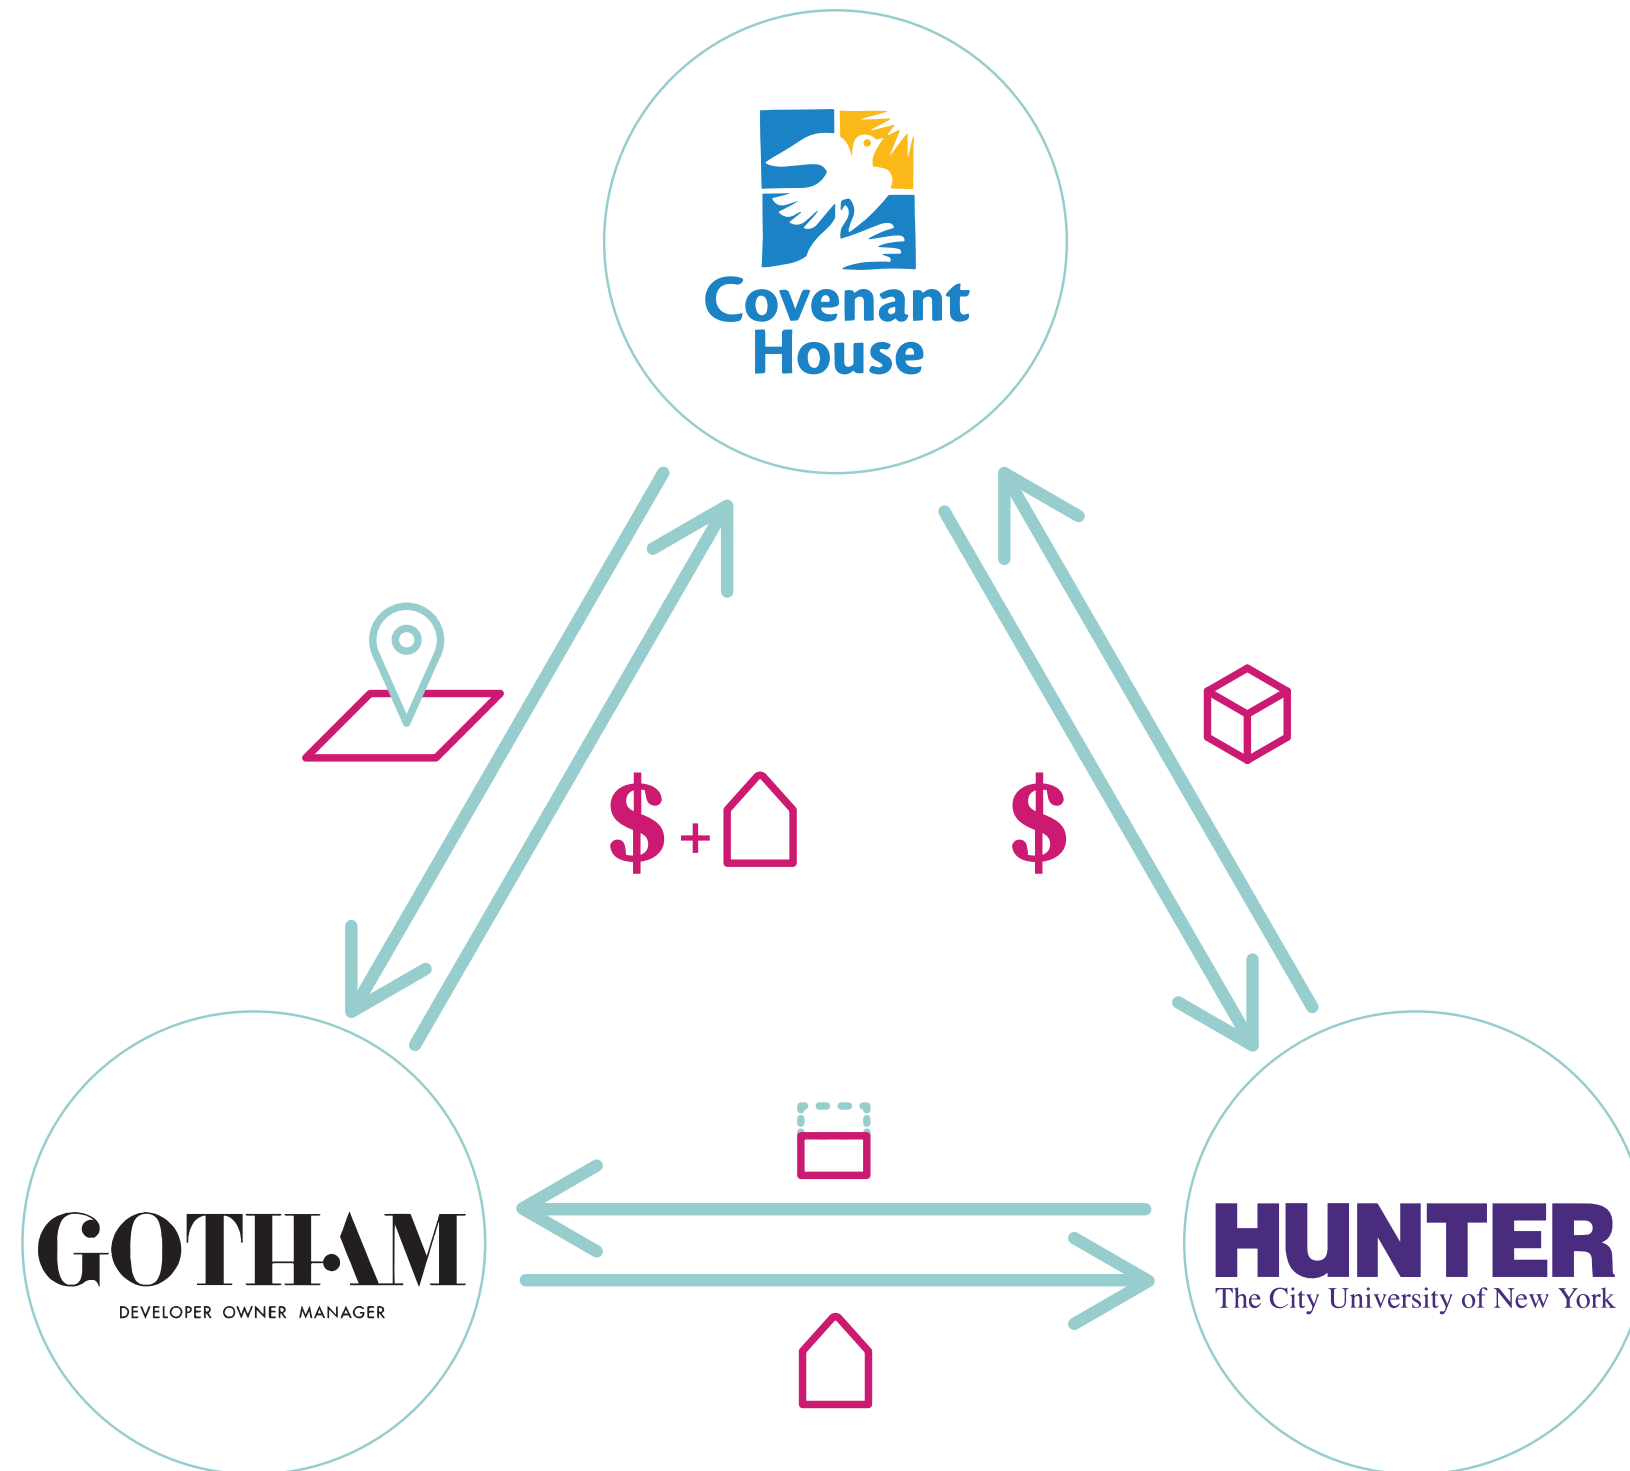 Covenant
House
$ +
$
GOTHAM
DEVELOPER OWNER MANAGER
HUNTER
The City University of New York